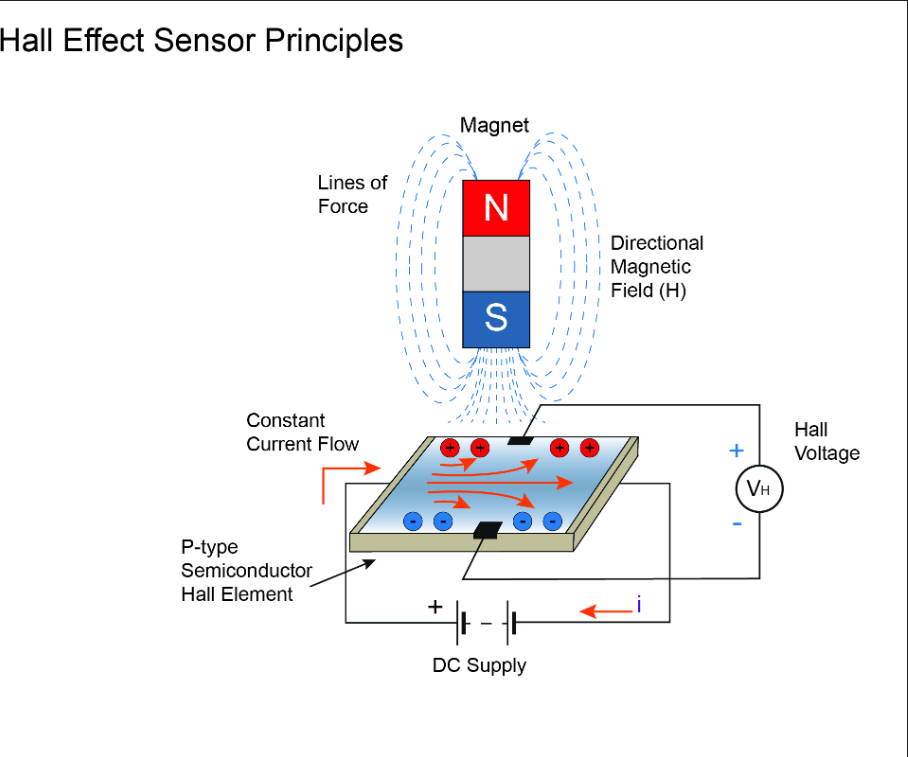 Hall Effect Sensor Principles
Magnet
Lines of
Force
N
Directional
Magnetic
Field (H)
S
Constant
Current Flow
Hall
Voltage
+ + + +
+
VH
-
- - - -
P-type
Semiconductor
Hall Element
+
i
DC Supply